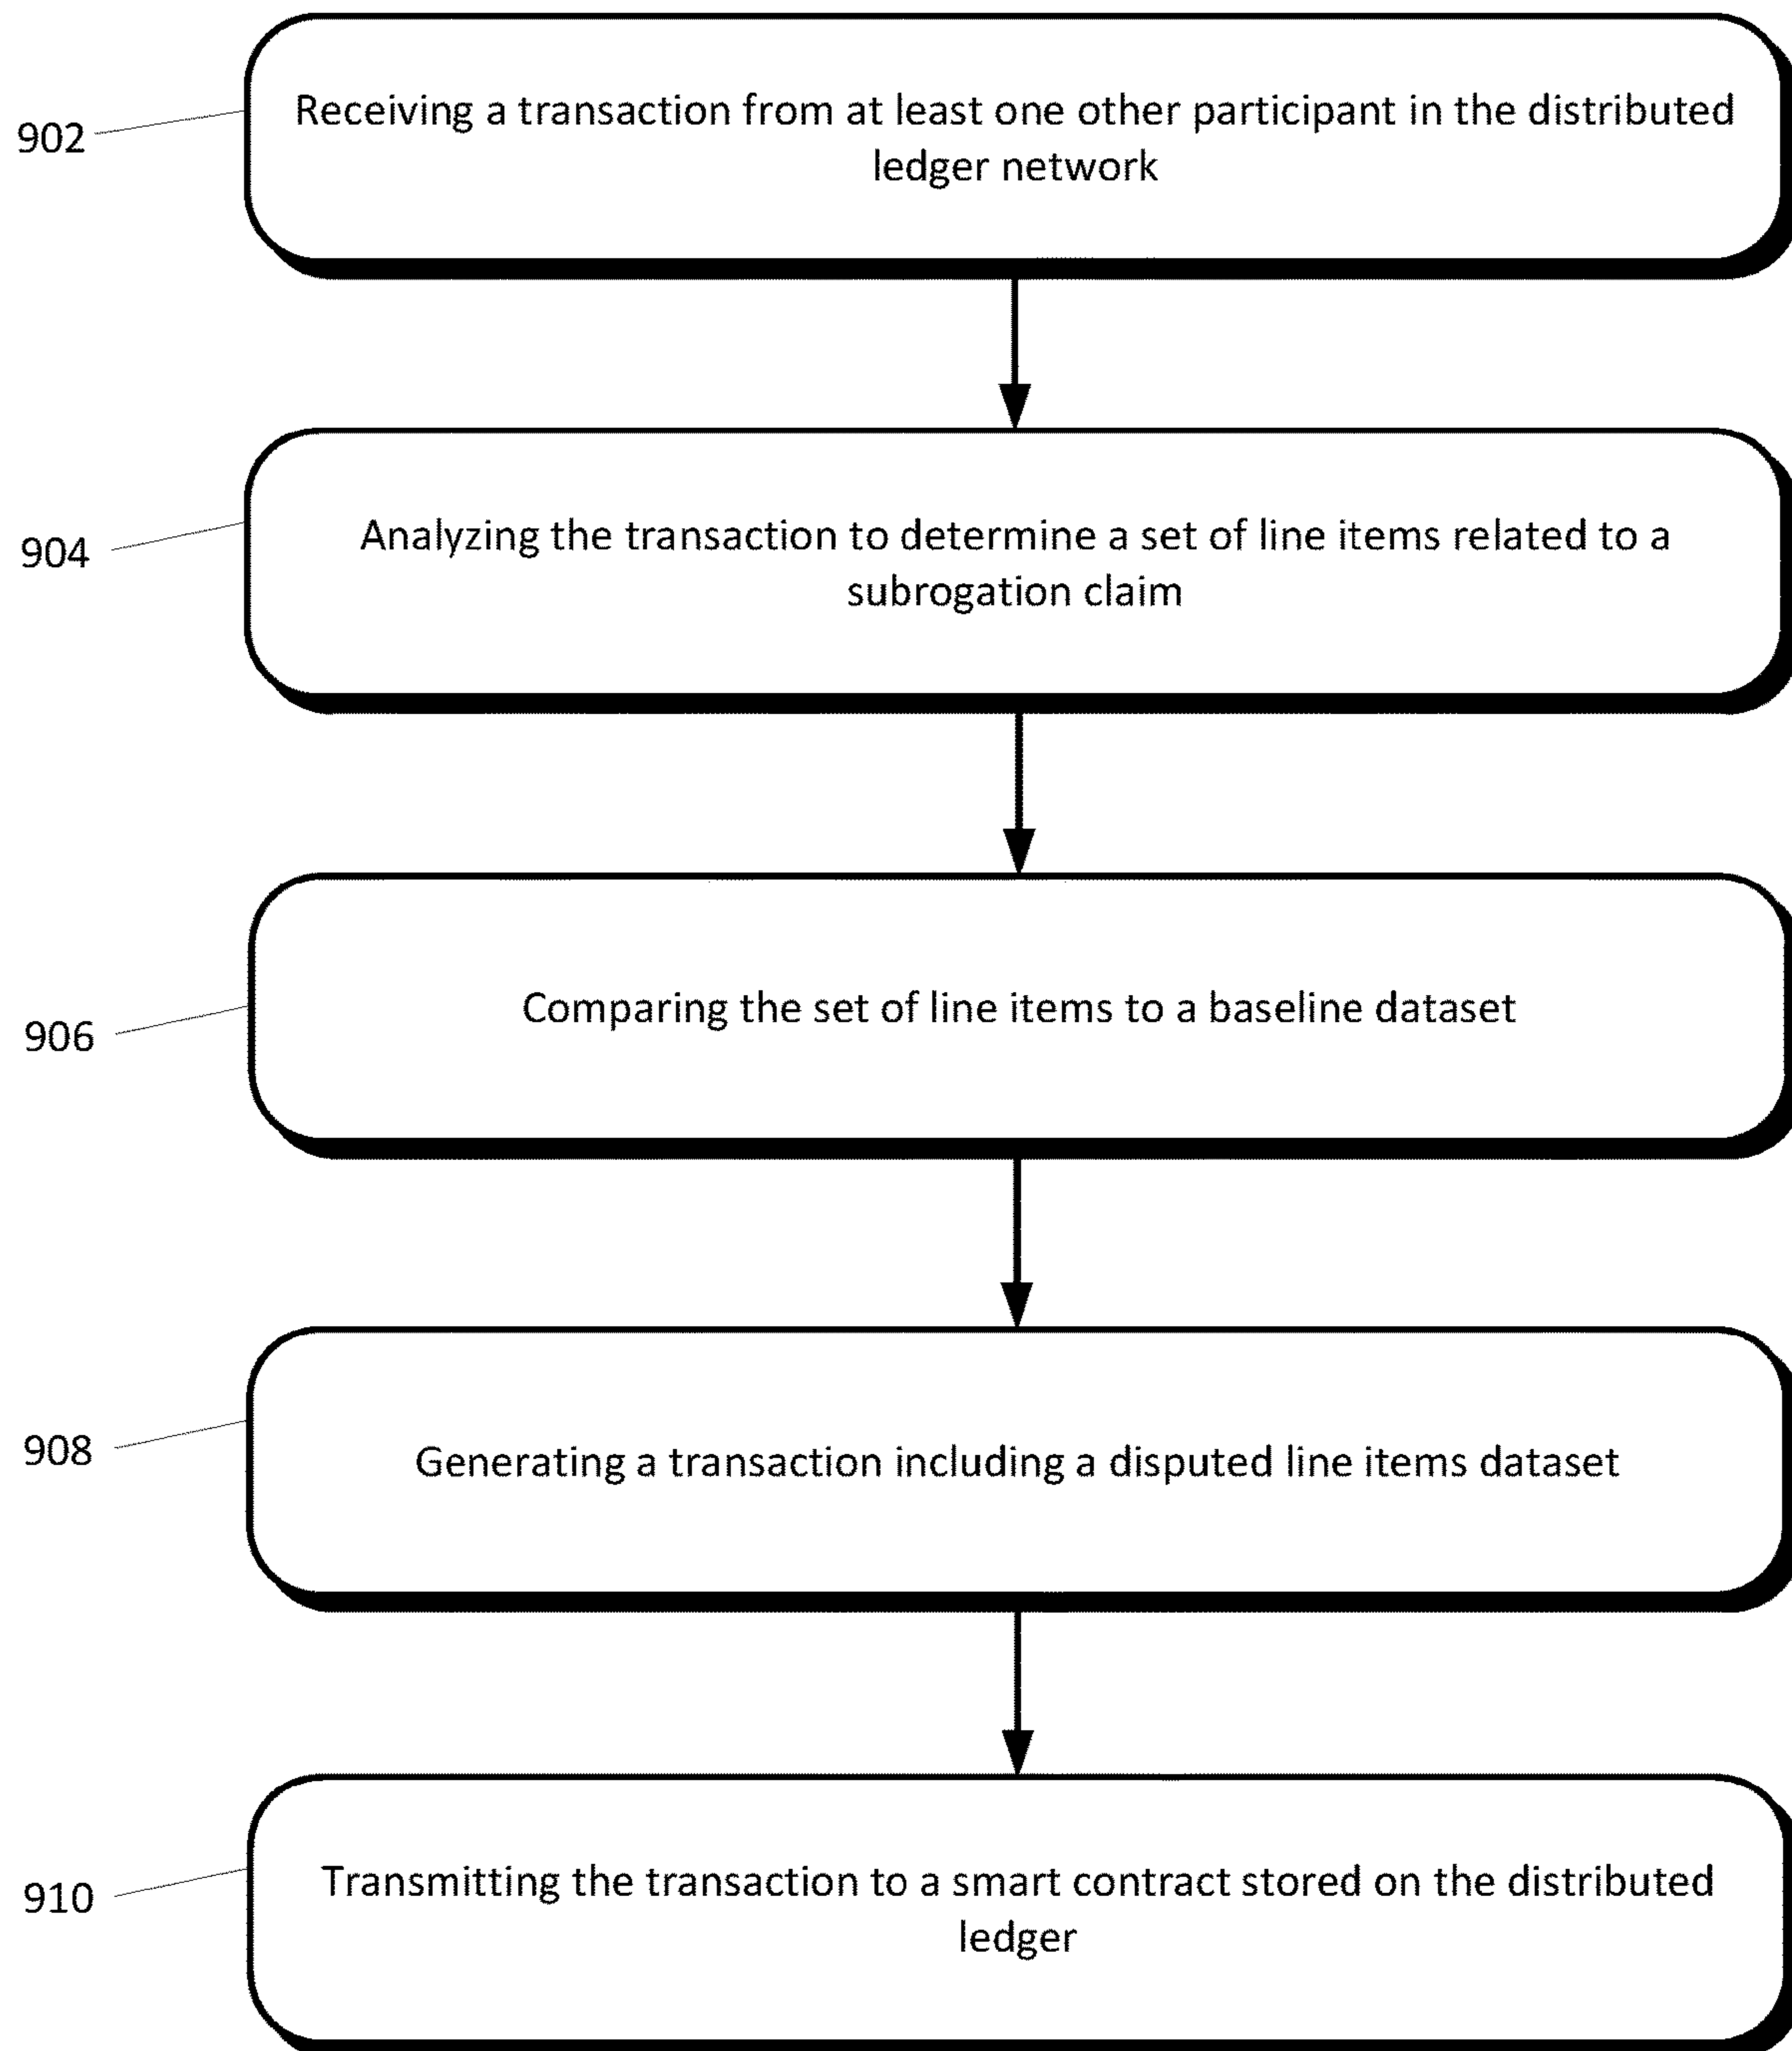 902
Receiving a transaction from at least one other participant in the distributed
ledger network
904
Analyzing the transaction to determine a set of line items related to a
subrogation claim
906
Comparing the set of line items to a baseline dataset
908
Generating a transaction including a disputed line items dataset
910
Transmitting the transaction to a smart contract stored on the distributed
ledger